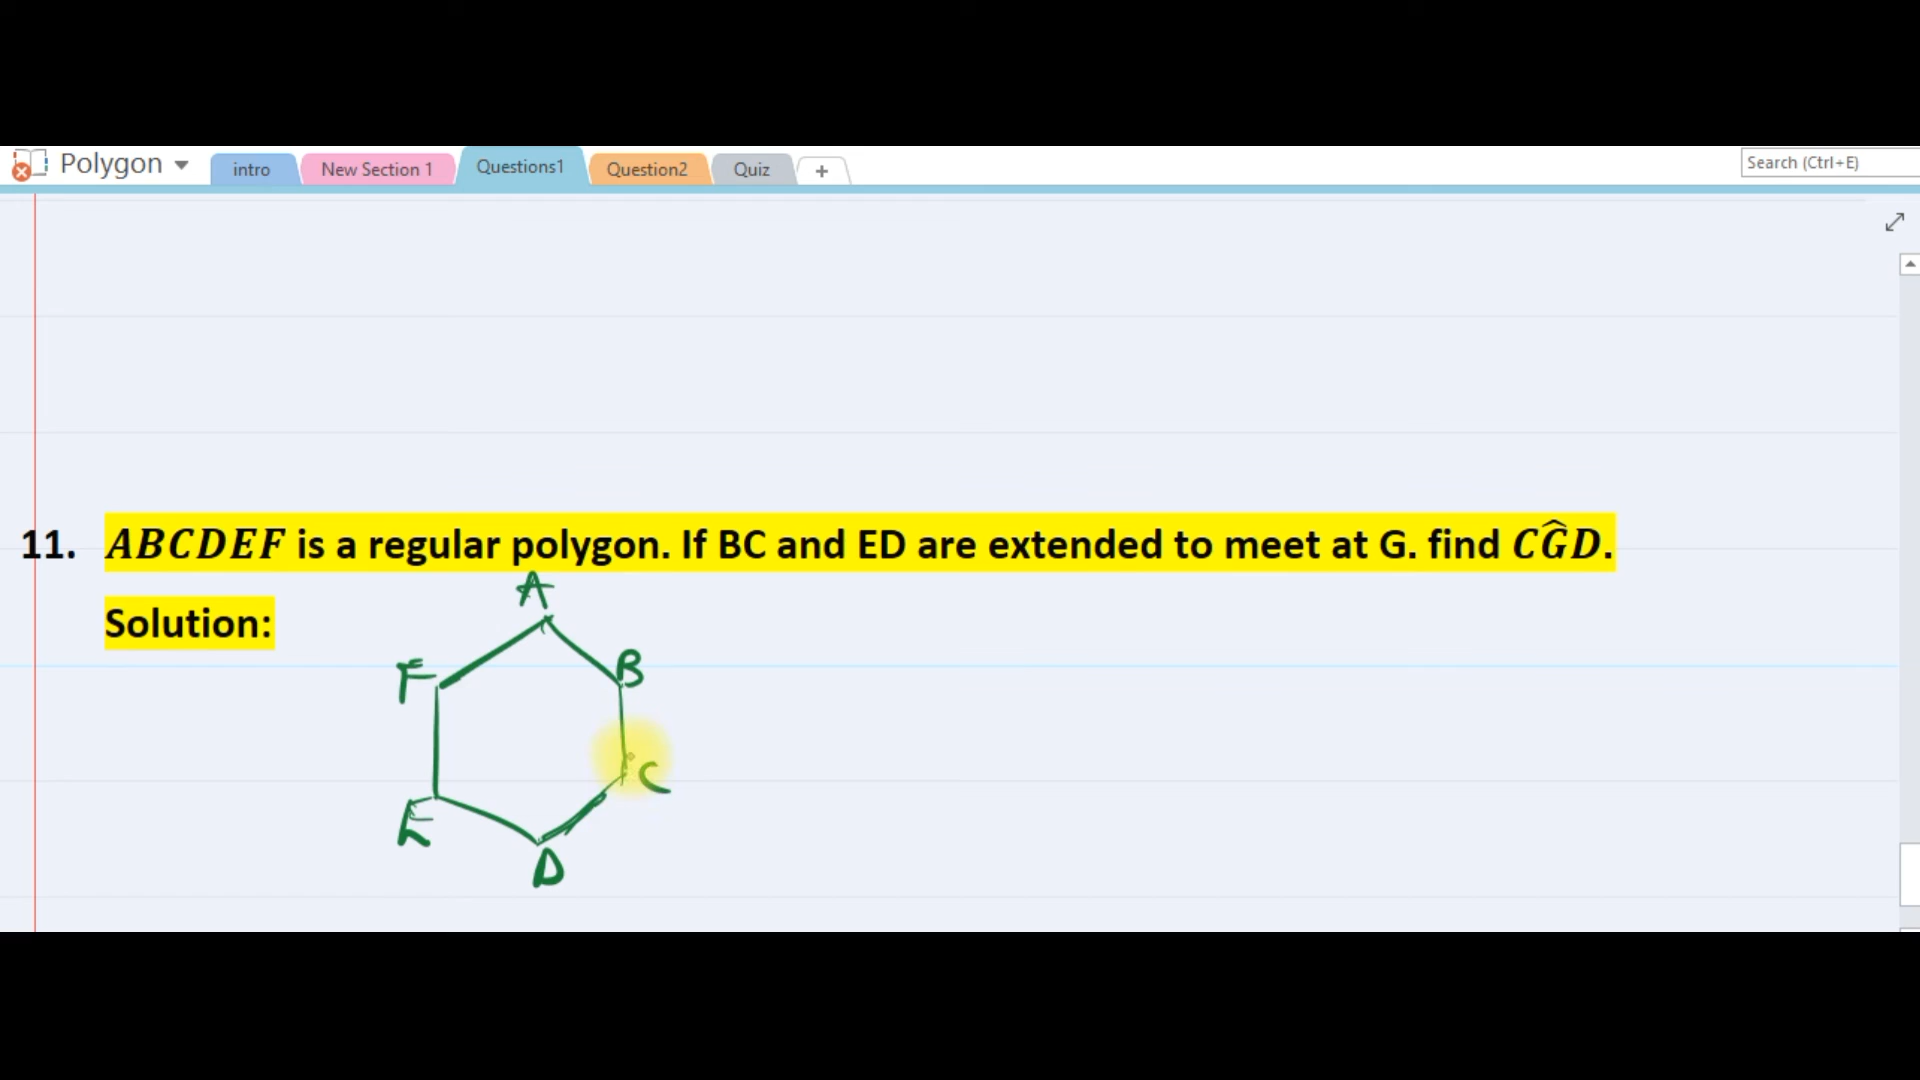 Polygon
intro
New Section 1
Questions1
Question2
Quiz
+
Search (Ctrl+E)
11. ABCDEF is a regular polygon. If BC and ED are extended to meet at G. find CĜD.
Solution:
A
F
B
C
E
D